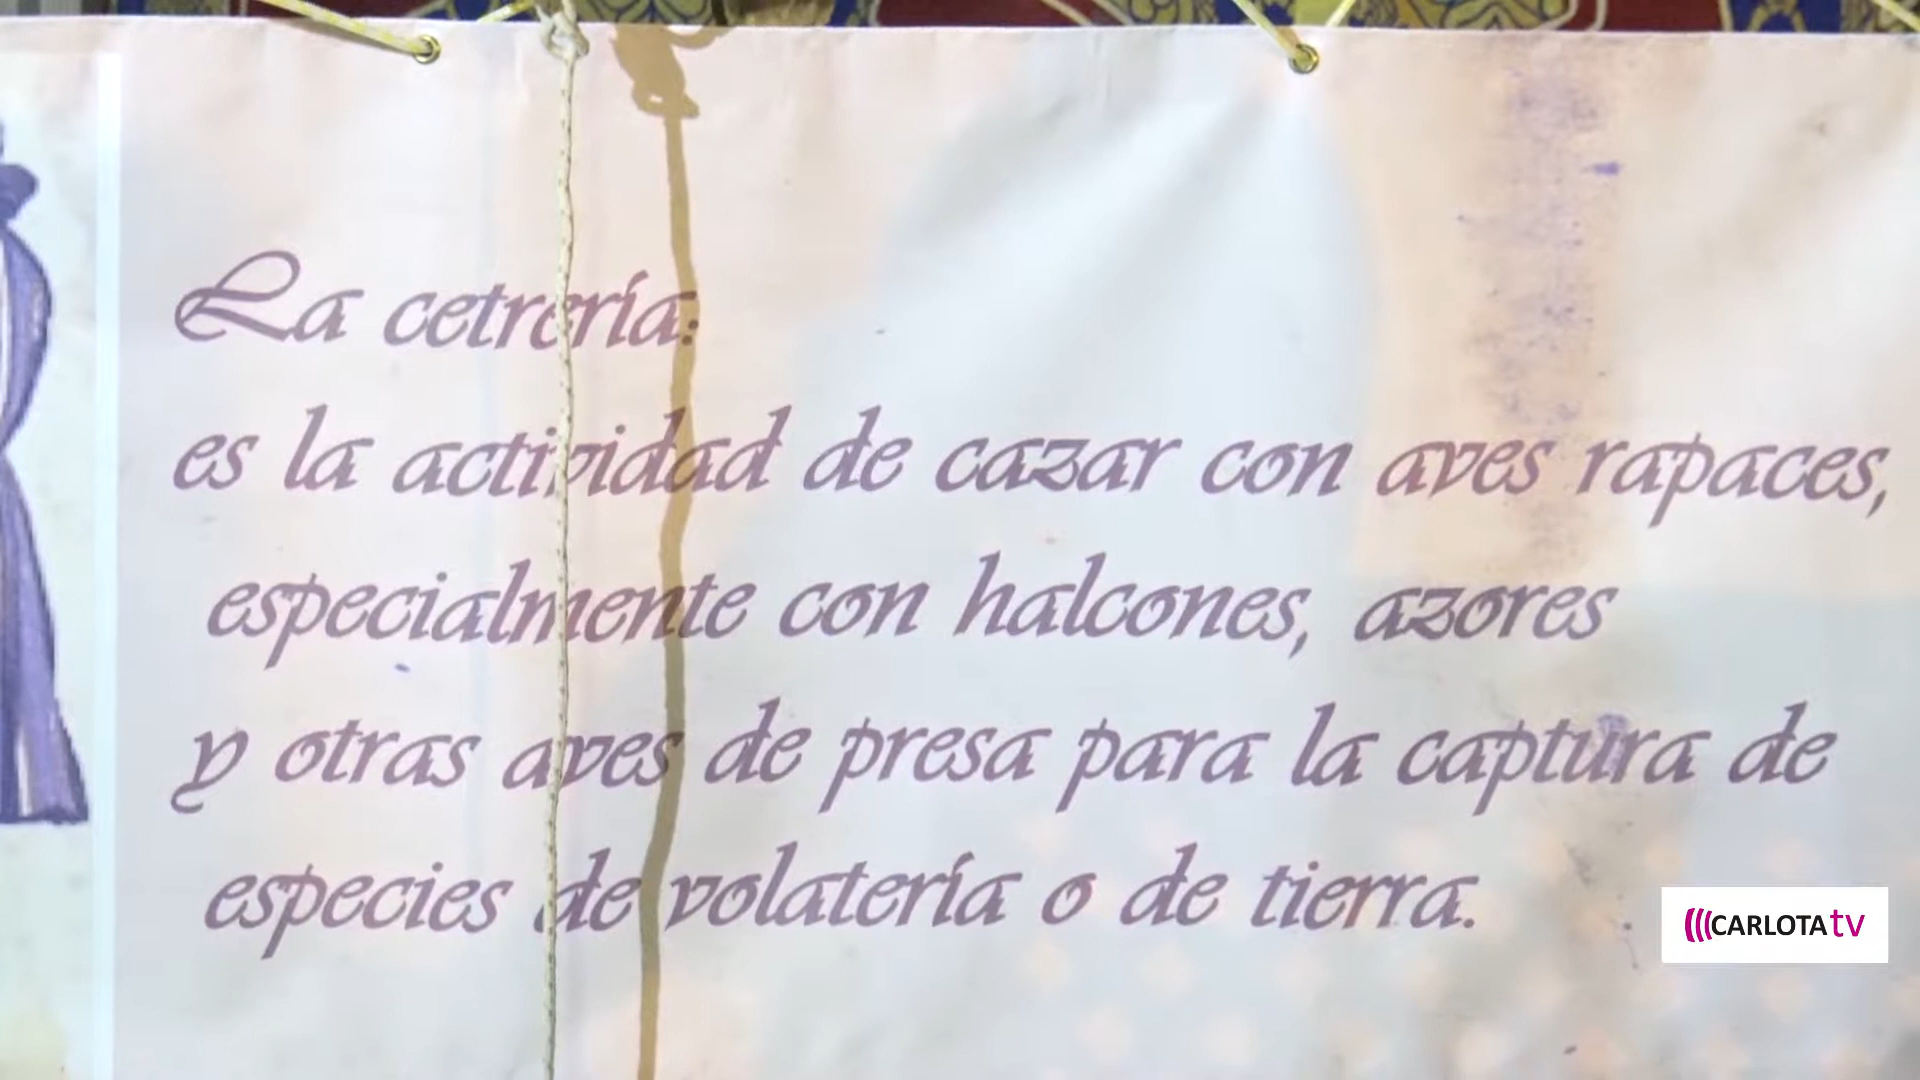 La cetrería:
es la actividad de cazar con aves rapaces,
especialmente con halcones, azores
y otras aves de presa para la captura de
especies de volatería o de tierra.
CARLOTA tv